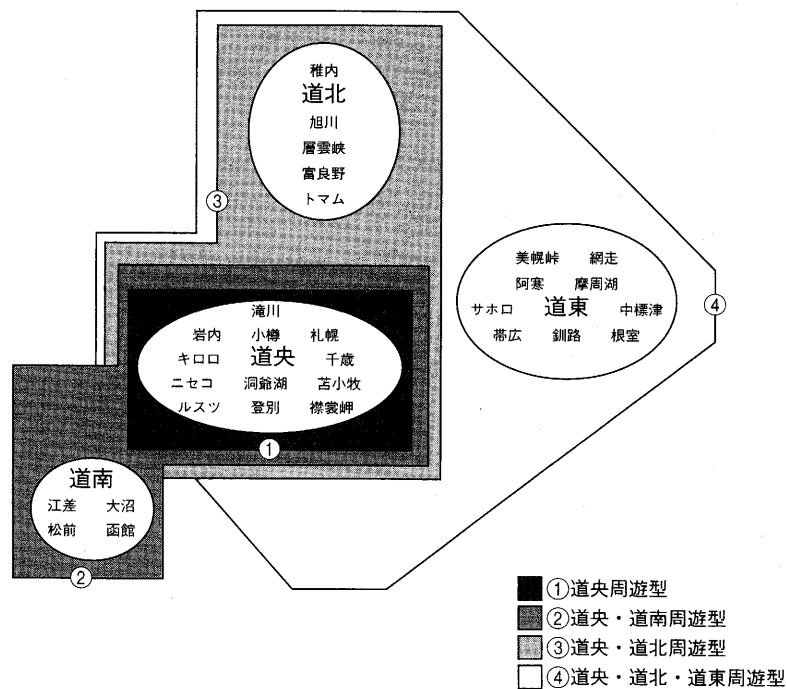 稚内
道北
旭川
層雲峡
富良野
トマム
③
美幌峠 網走
阿寒 摩周湖
サホロ 道東 中標津
帯広 釧路 根室
④
滝川
岩内 小樽 札幌
キロロ 道央 千歳
ニセコ 洞爺湖 苫小牧
ルスツ 登別 襟裳岬
①
道南
江差 大沼
松前 函館
②
①道央周遊型
②道央・道南周遊型
③道央・道北周遊型
④道央・道北・道東周遊型